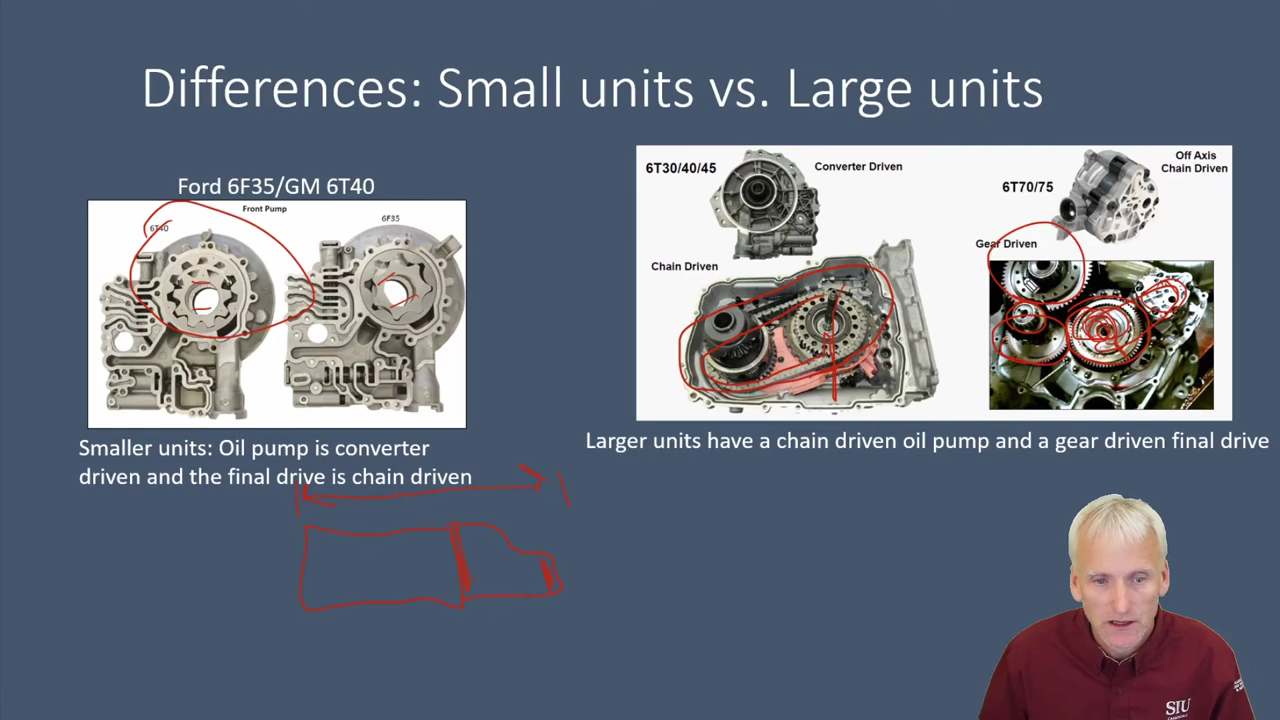 Differences: Small units vs. Large units
Ford 6F35/GM 6T40
Front Pump
6T40
6F35
Smaller units: Oil pump is converter
driven and the final drive is chain driven
6T30/40/45
Converter Driven
Off Axis
Chain Driven
6T70/75
Gear Driven
Chain Driven
Larger units have a chain driven oil pump and a gear driven final drive
SIU